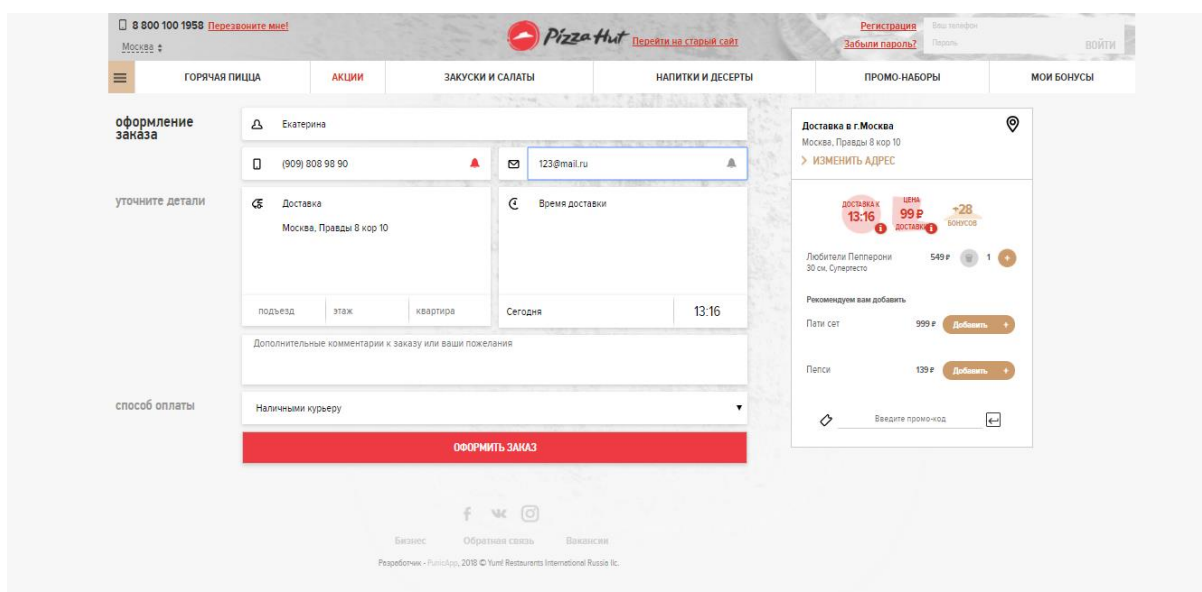 8 800 100 1958 Перезвоните мне!
Москва
Pizza Hut Перейти на старый сайт
Регистрация Ваш телефон
Забыли пароль? Пароль
ВОЙТИ
ГОРЯЧАЯ ПИЦЦА АКЦИИ ЗАКУСКИ И САЛАТЫ НАПИТКИ И ДЕСЕРТЫ ПРОМО-НАБОРЫ МОИ БОНУСЫ
оформление
заказа
Екатерина
(909) 808 98 90 123@mail.ru
уточните детали
Доставка
Москва, Правды 8 кор 10
подъезд этаж квартира
Время доставки
Сегодня 13:16
Дополнительные комментарии к заказу или ваши пожелания
способ оплаты
Наличными курьеру
ОФОРМИТЬ ЗАКАЗ
Доставка в г.Москва
Москва, Правды 8 кор 10
ИЗМЕНИТЬ АДРЕС
ДОСТАВКА К
13:16
ЦЕНА
99 ₽
ДОСТАВКИ
+28
БОНУСОВ
Любители Пепперони 549 ₽ 1 +
30 см, Супертесто
Рекомендуем вам добавить
Пати сет 999 ₽ Добавить +
Пепси 139 ₽ Добавить +
Введите промо-код
Бизнес Обратная связь Вакансии
Разработчик - PunicApp, 2018 © Yum! Restaurants International Russia llc.